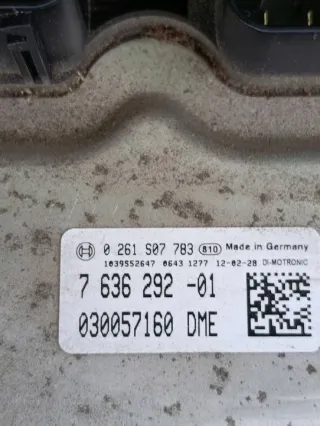 0 261 S07 783 810 Made in Germany
1039S52647 0643 1277 12-02-28 DI-MOTRONIC
7 636 292 -01
030057160 DME